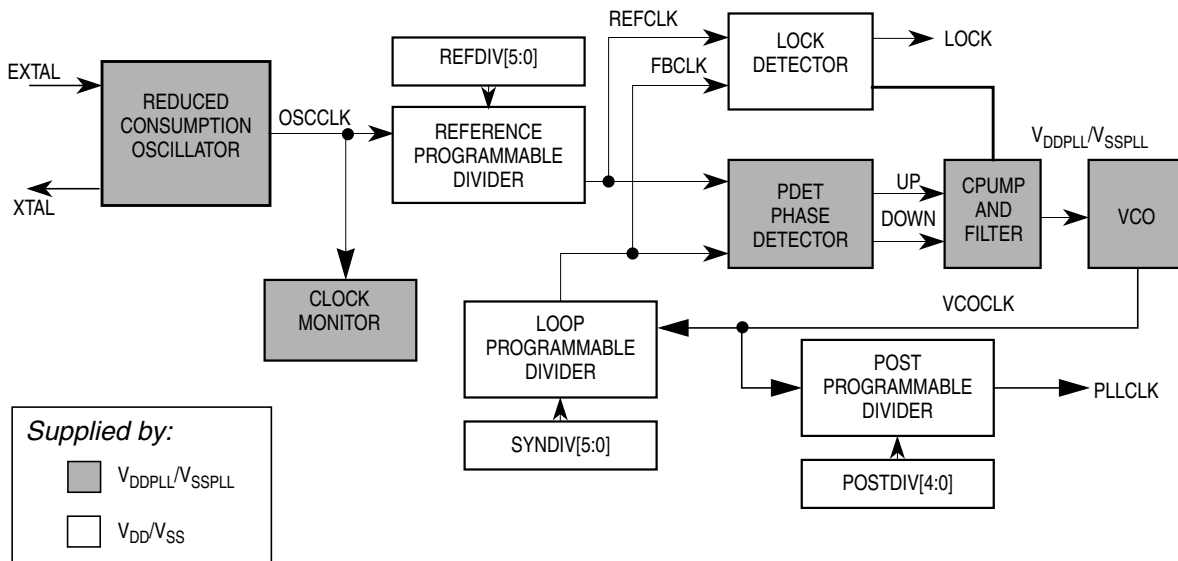 REFCLK
LOCK
DETECTOR
LOCK
REFDIV[5:0]
FBCLK
EXTAL
REDUCED
CONSUMPTION
OSCILLATOR
OSCCLK
REFERENCE
PROGRAMMABLE
DIVIDER
XTAL
PDET
PHASE
DETECTOR
UP
DOWN
CPUMP
AND
FILTER
VDDPLL/VSSPLL
VCO
CLOCK
MONITOR
LOOP
PROGRAMMABLE
DIVIDER
VCOCLK
POST
PROGRAMMABLE
DIVIDER
PLLCLK
SYNDIV[5:0]
POSTDIV[4:0]
Supplied by:
VDDPLL/VSSPLL
VDD/VSS